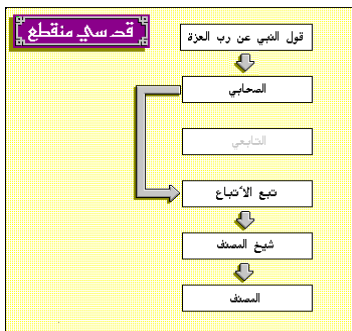 قدسي منقطع
قول النبي عن رب العزة
الصحابي
التابعي
تبع الأتباع
شيخ المصنف
المصنف